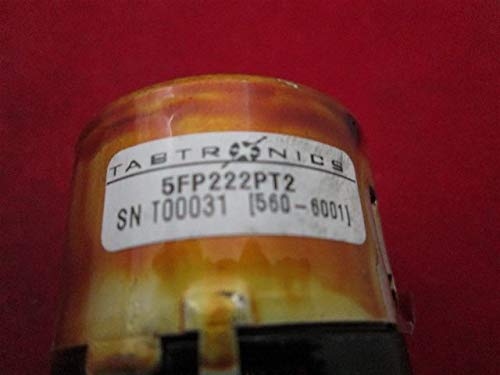 TABTRONICS
5FP222PT2
SN T00031 [560-6001]